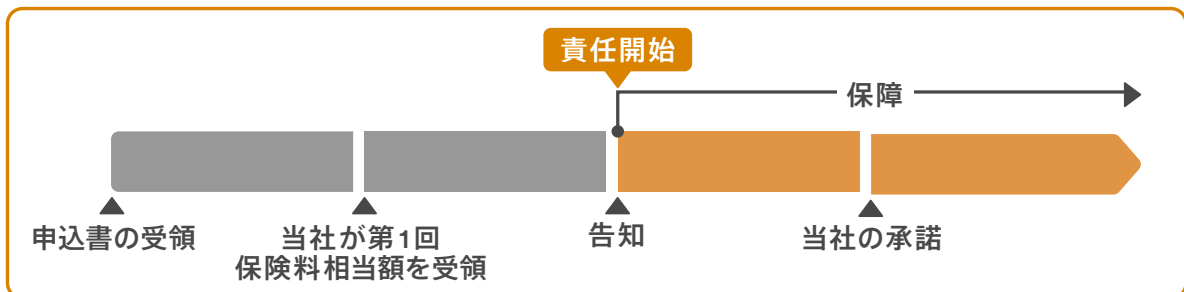 責任開始
保障
申込書の受領
当社が第1回
保険料相当額を受領
告知
当社の承諾